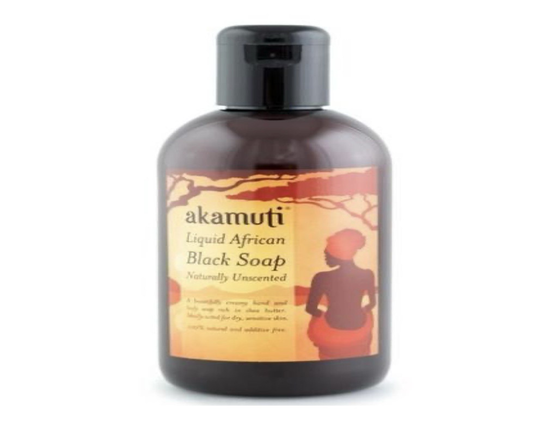 akamuti®
Liquid African
Black Soap
Naturally Unscented
A beautifully creamy hand and
body soap rich in shea butter.
Ideally suited for dry, sensitive skin.
100% natural and additive free.